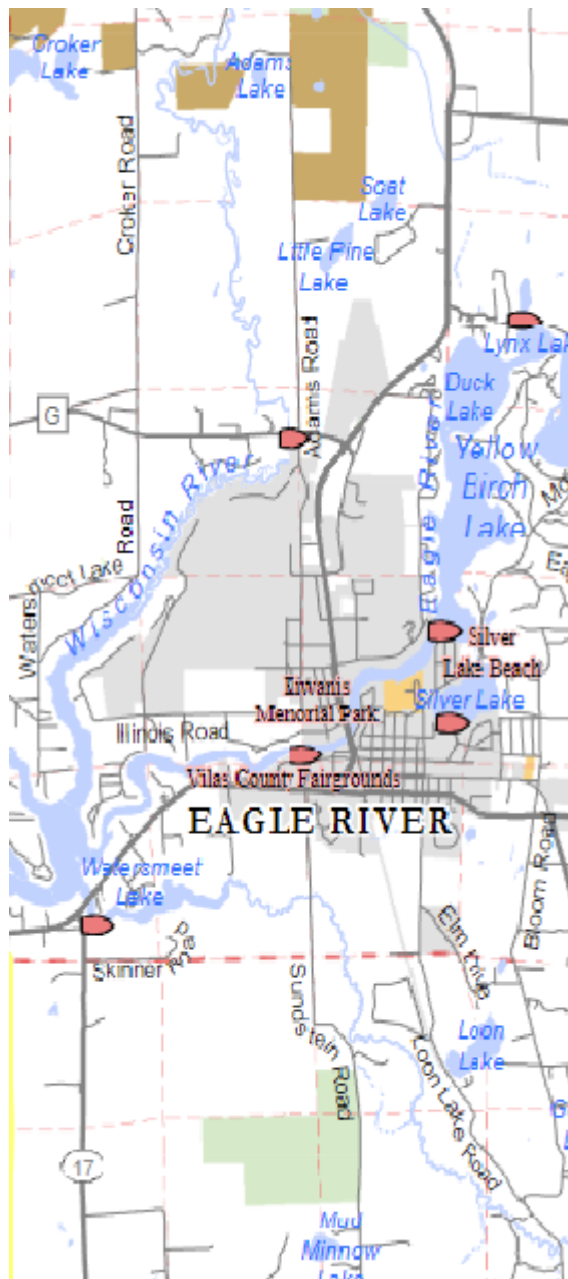 Croker
Lake
Adams
Lake
Croker Road
Scat
Lake
Little Pine
Lake
Adams Road
Lynx Lak
Duck
Lake
G
Yellow
Birch
Lake
Eagle River
Wisconsin River
Road
Silver
Lake Beach
Kiwanis
Memorial Park
Silver Lake
Illinois Road
Vilas County Fairgrounds
EAGLE RIVER
Watersmeet
Lake
Bloom Road
Elm Drive
Skinner
Sundstein Road
Loon
Lake
Loon Lake Road
17
Mud
Minnow
Lake